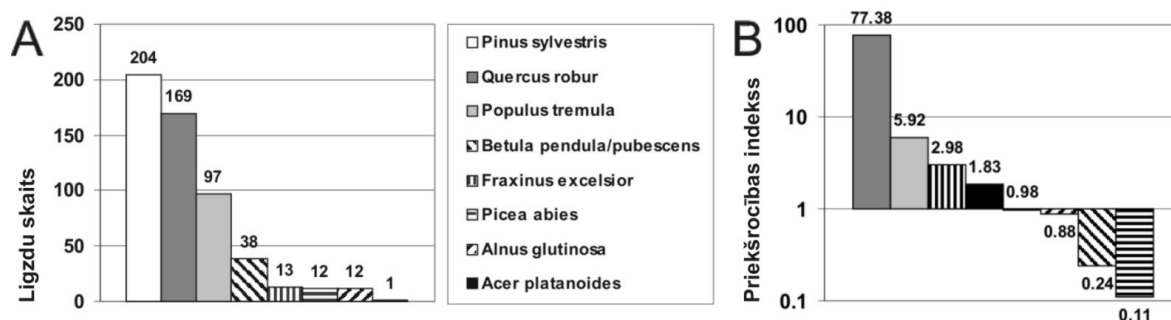 A
Ligzdu skaits
250
200
150
100
50
0
204
169
97
38
13
12
12
1
Pinus sylvestris
Quercus robur
Populus tremula
Betula pendula/pubescens
Fraxinus excelsior
Picea abies
Alnus glutinosa
Acer platanoides
B
Priekšrocības indekss
100
10
1
0.1
77.38
5.92
2.98
1.83
0.98
0.88
0.24
0.11